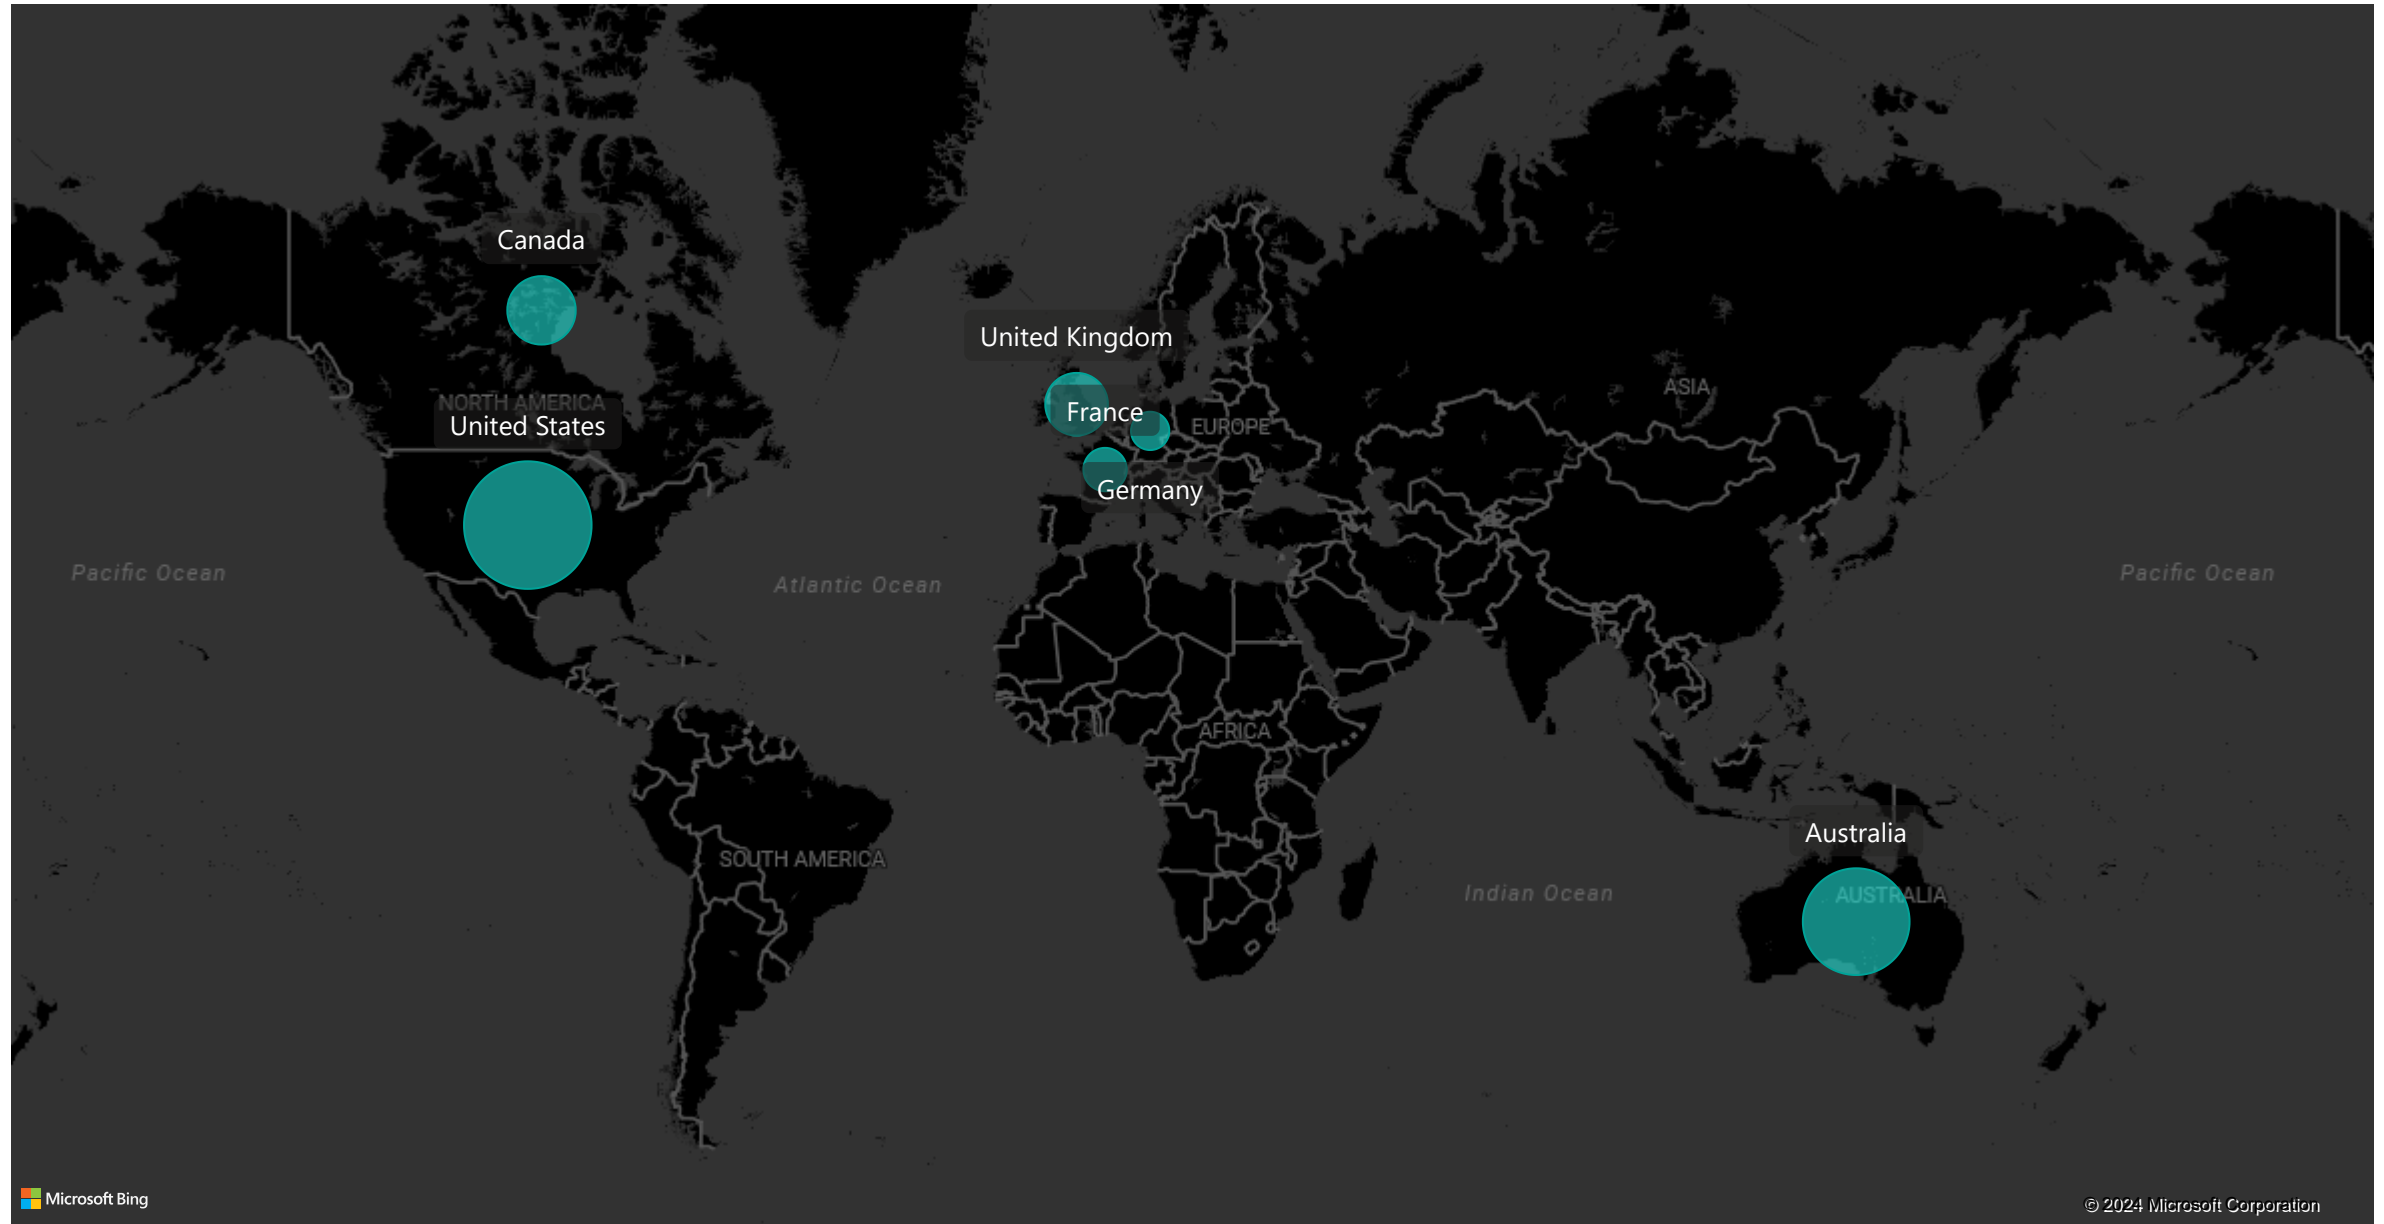 Canada
United Kingdom
NORTH AMERICA
United States
ASIA
France
EUROPE
Germany
Pacific Ocean
Atlantic Ocean
Pacific Ocean
AFRICA
Australia
SOUTH AMERICA
Indian Ocean
AUSTRALIA
Microsoft Bing
© 2024 Microsoft Corporation